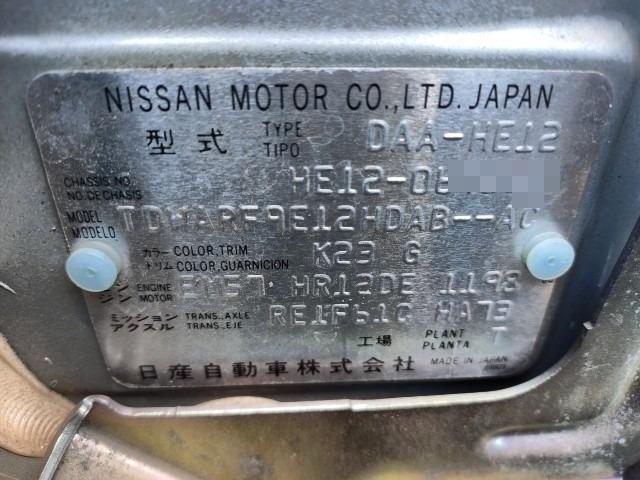 NISSAN MOTOR CO.,LTD. JAPAN
型式 TYPE TIPO DAA-HE12
CHASSIS NO. NO.DE CHASIS HE12-06
MODEL MODELO TDWARF9E12HDAB--AC
カラー トリム COLOR,TRIM COLOR,GUARNICION K23 G
ジン ENGINE MOTOR EM57 HR12DE 1198
ミッション アクスル TRANS.,AXLE TRANS.,EJE RE1F61G HA73
工場 PLANT PLANTA T
日産自動車株式会社 MADE IN JAPAN